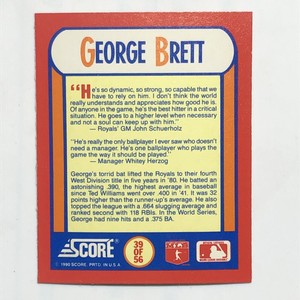 GEORGE BRETT
"He's so dynamic, so strong, so capable that we
have to rely on him. I don't think the world
really understands and appreciates how good he is.
Of anyone in the game, he's the best hitter in a critical
situation. He goes to a higher level when necessary
and not a soul can keep up with him."
— Royals' GM John Schuerholz
"He's really the only ballplayer I ever saw who doesn't
need a manager. He's one ballplayer who plays the
game the way it should be played."
— Manager Whitey Herzog
George's torrid bat lifted the Royals to their fourth
West Division title in five years in '80. He batted an
astonishing .390, the highest average in baseball
since Ted Williams went over .400 in '41. It was 32
points higher than the runner-up's average. He also
topped the league with a .664 slugging average and
ranked second with 118 RBIs. In the World Series,
George had nine hits and a .375 BA.
SCORE
© 1990 SCORE, PRTD. IN U.S.A.
39
OF
56